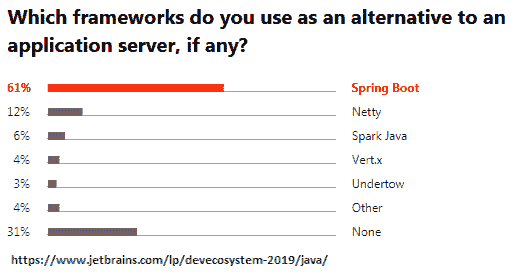 Which frameworks do you use as an alternative to an
application server, if any?
61% Spring Boot
12% Netty
6% Spark Java
4% Vert.x
3% Undertow
4% Other
31% None
https://www.jetbrains.com/lp/devecosystem-2019/java/